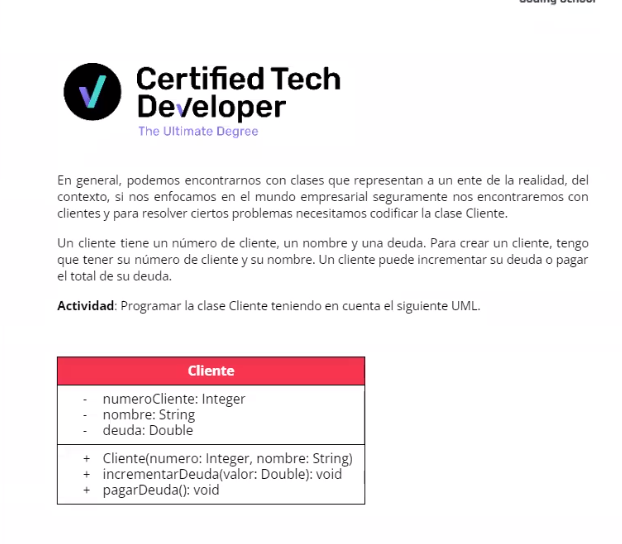 Coding School
Certified Tech
Developer
The Ultimate Degree
En general, podemos encontrarnos con clases que representan a un ente de la realidad, del
contexto, si nos enfocamos en el mundo empresarial seguramente nos encontraremos con
clientes y para resolver ciertos problemas necesitamos codificar la clase Cliente.
Un cliente tiene un número de cliente, un nombre y una deuda. Para crear un cliente, tengo
que tener su número de cliente y su nombre. Un cliente puede incrementar su deuda o pagar
el total de su deuda.
Actividad: Programar la clase Cliente teniendo en cuenta el siguiente UML.
Cliente
- numeroCliente: Integer
- nombre: String
- deuda: Double
+ Cliente(numero: Integer, nombre: String)
+ incrementarDeuda(valor: Double): void
+ pagarDeuda(): void